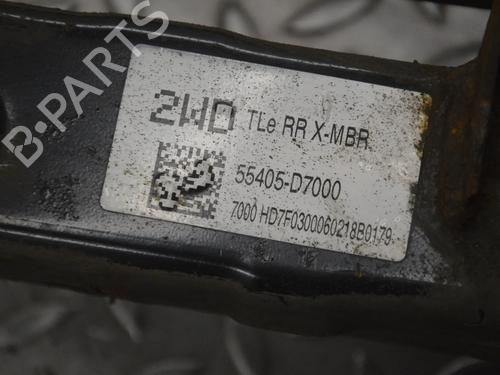 B-PARTS
2WD TLe RR X-MBR
55405-D7000
7000 HD7F0300060218B0179.